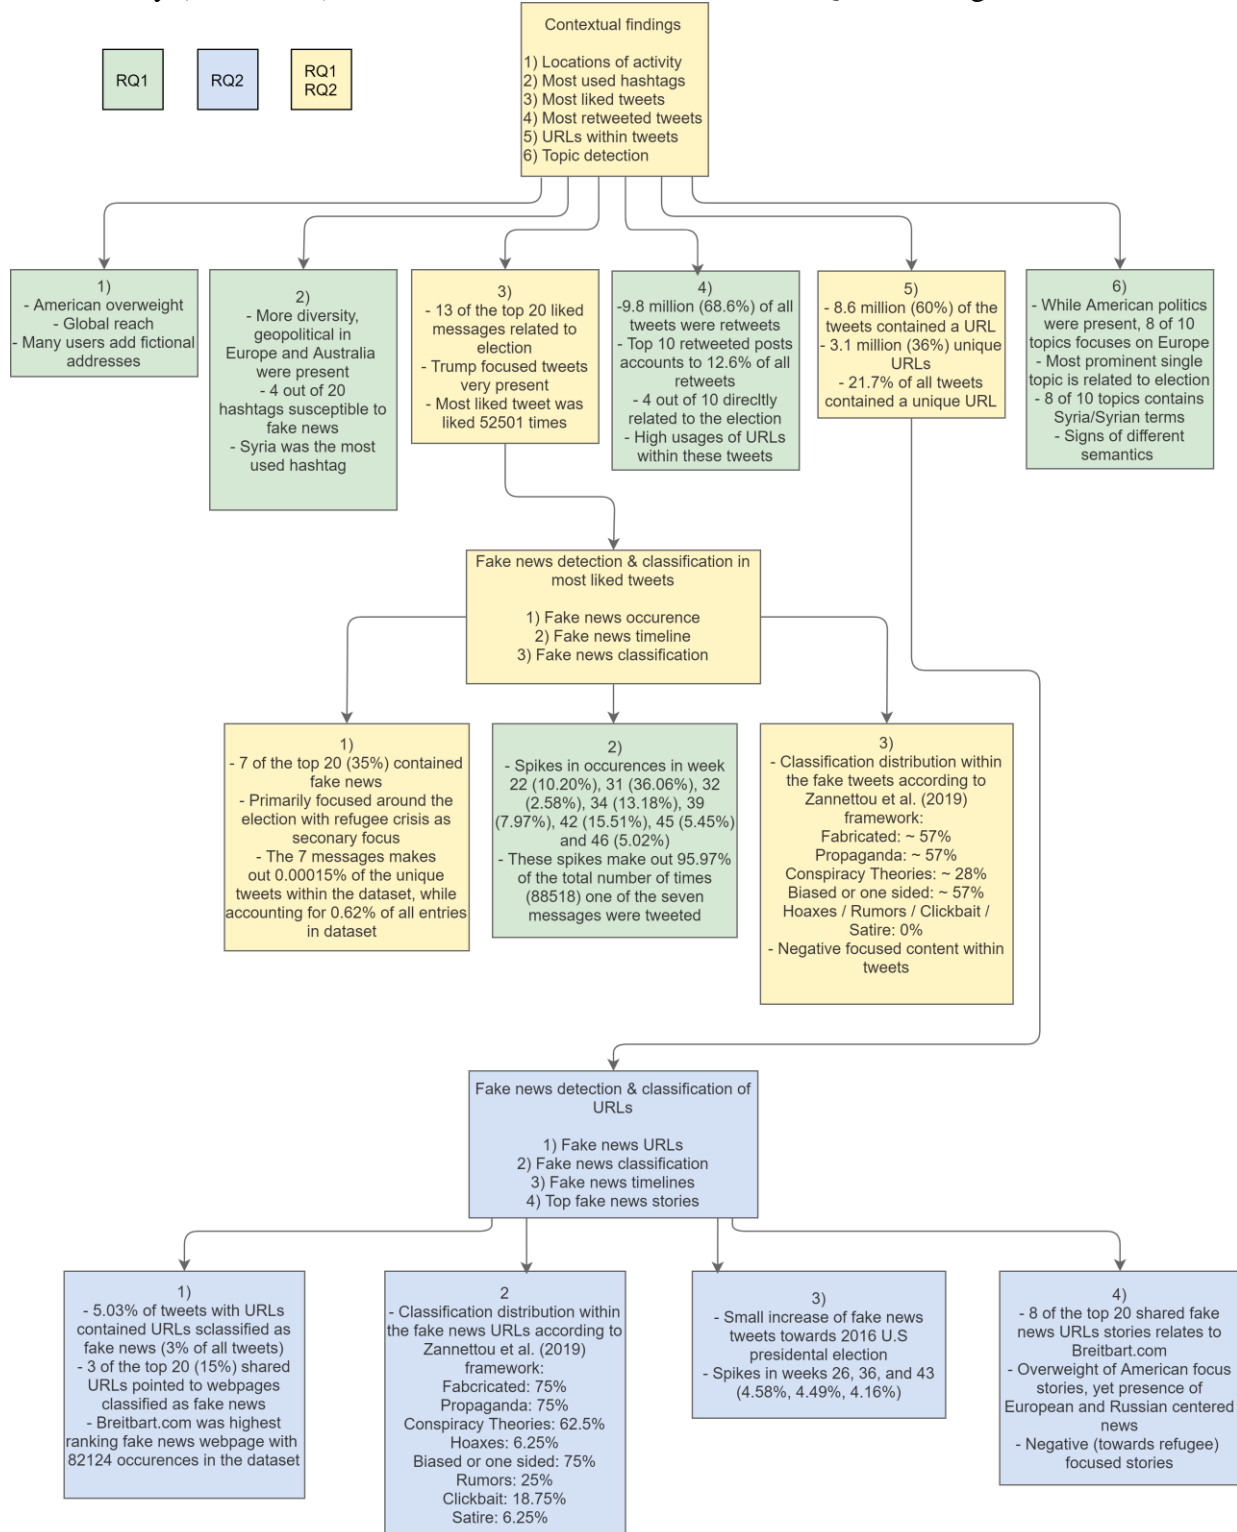 RQ1
RQ2
RQ1
RQ2
Contextual findings
1) Locations of activity
2) Most used hashtags
3) Most liked tweets
4) Most retweeted tweets
5) URLs within tweets
6) Topic detection
1)
- American overweight
- Global reach
- Many users add fictional
addresses
2)
- More diversity,
geopolitical in
Europe and Australia
were present
- 4 out of 20
hashtags susceptible to
fake news
- Syria was the most
used hashtag
3)
- 13 of the top 20 liked
messages related to
election
- Trump focused tweets
very present
- Most liked tweet was
liked 52501 times
4)
-9.8 million (68.6%) of all
tweets were retweets
- Top 10 retweeted posts
accounts to 12.6% of all
retweets
- 4 out of 10 direclty
related to the election
- High usages of URLs
within these tweets
5)
- 8.6 million (60%) of the
tweets contained a URL
- 3.1 million (36%) unique
URLs
- 21.7% of all tweets
contained a unique URL
6)
- While American politics
were present, 8 of 10
topics focuses on Europe
- Most prominent single
topic is related to election
- 8 of 10 topics contains
Syria/Syrian terms
- Signs of different
semantics
Fake news detection & classification in
most liked tweets
1) Fake news occurence
2) Fake news timeline
3) Fake news classification
1)
- 7 of the top 20 (35%) contained
fake news
- Primarily focused around the
election with refugee crisis as
seconary focus
- The 7 messages makes
out 0.00015% of the unique
tweets within the dataset, while
accounting for 0.62% of all entries
in dataset
2)
- Spikes in occurences in week
22 (10.20%), 31 (36.06%), 32
(2.58%), 34 (13.18%), 39
(7.97%), 42 (15.51%), 45 (5.45%)
and 46 (5.02%)
- These spikes make out 95.97%
of the total number of times
(88518) one of the seven
messages were tweeted
3)
- Classification distribution within
the fake tweets according to
Zannettou et al. (2019)
framework:
Fabricated: ~ 57%
Propaganda: ~ 57%
Conspiracy Theories: ~ 28%
Biased or one sided: ~ 57%
Hoaxes / Rumors / Clickbait /
Satire: 0%
- Negative focused content within
tweets
Fake news detection & classification of
URLs
1) Fake news URLs
2) Fake news classification
3) Fake news timelines
4) Top fake news stories
1)
- 5.03% of tweets with URLs
contained URLs sclassified as
fake news (3% of all tweets)
- 3 of the top 20 (15%) shared
URLs pointed to webpages
classified as fake news
- Breitbart.com was highest
ranking fake news webpage with
82124 occurences in the dataset
2
- Classification distribution within
the fake news URLs according to
Zannettou et al. (2019)
framework:
Fabricated: 75%
Propaganda: 75%
Conspiracy Theories: 62.5%
Hoaxes: 6.25%
Biased or one sided: 75%
Rumors: 25%
Clickbait: 18.75%
Satire: 6.25%
3)
- Small increase of fake news
tweets towards 2016 U.S
presidental election
- Spikes in weeks 26, 36, and 43
(4.58%, 4.49%, 4.16%)
4)
- 8 of the top 20 shared fake
news URLs stories relates to
Breitbart.com
- Overweight of American focus
stories, yet presence of
European and Russian centered
news
- Negative (towards refugee)
focused stories